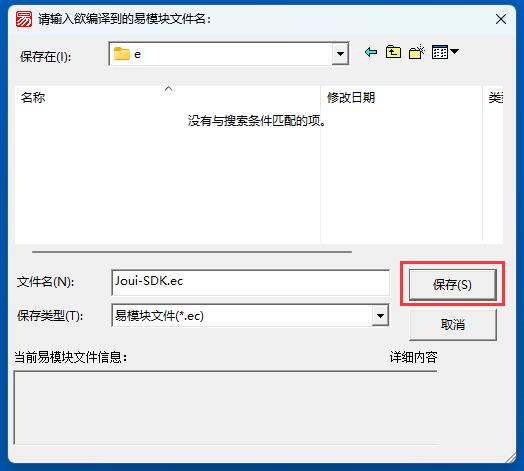 请输入欲编译到的易模块文件名:
保存在(I):
e
名称
修改日期
类型
没有与搜索条件匹配的项。
文件名(N):
Joui-SDK.ec
保存(S)
保存类型(T):
易模块文件(*.ec)
取消
当前易模块文件信息:
详细内容